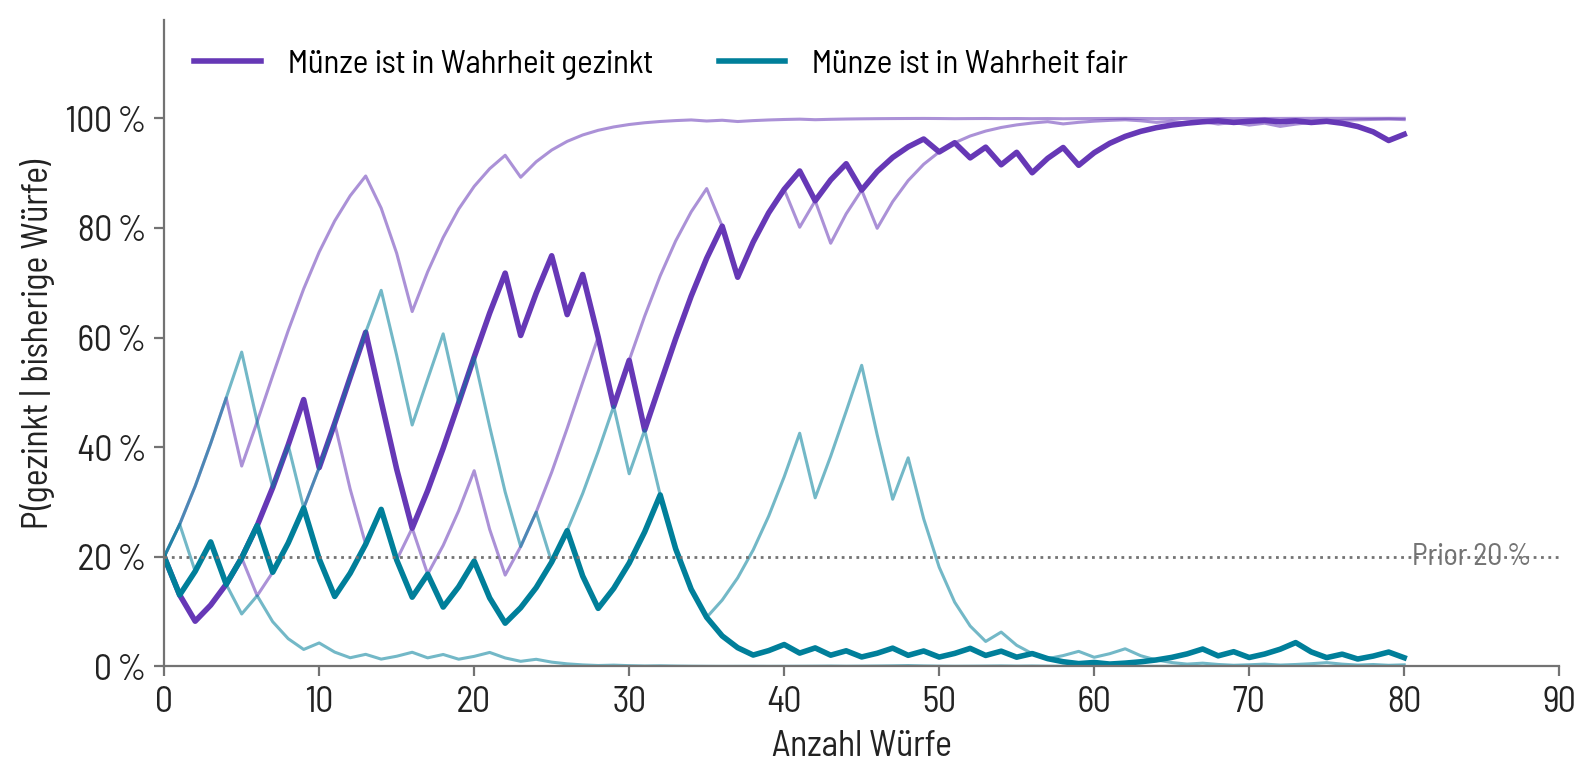 Münze ist in Wahrheit gezinkt
Münze ist in Wahrheit fair
P(gezinkt | bisherige Würfe)
100 %
80 %
60 %
40 %
20 %
0 %
Prior 20 %
0 10 20 30 40 50 60 70 80 90
Anzahl Würfe